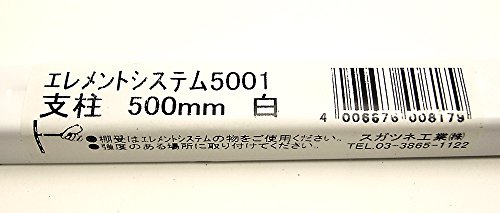 エレメントシステム5001
支柱 500mm 白
4 006676 008179
●棚受はエレメントシステムの物をご使用ください。
●強度のある場所に取り付けてください。
スガツネ工業㈱
TEL.03-3865-1122